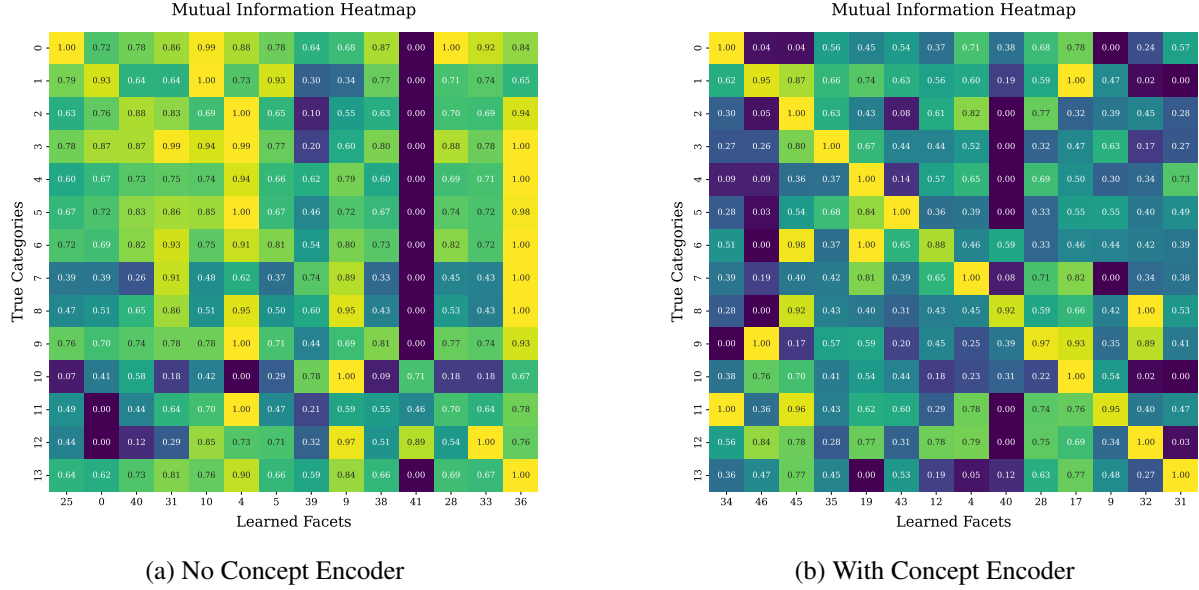 Mutual Information Heatmap
True Categories
0 1.00 0.72 0.78 0.86 0.99 0.88 0.78 0.64 0.68 0.87 0.00 1.00 0.92 0.84
1 0.79 0.93 0.64 0.64 1.00 0.73 0.93 0.30 0.34 0.77 0.00 0.71 0.74 0.65
2 0.63 0.76 0.88 0.83 0.69 1.00 0.65 0.10 0.55 0.63 0.00 0.70 0.69 0.94
3 0.78 0.87 0.87 0.99 0.94 0.99 0.77 0.20 0.60 0.80 0.00 0.88 0.78 1.00
4 0.60 0.67 0.73 0.75 0.74 0.94 0.66 0.62 0.79 0.60 0.00 0.69 0.71 1.00
5 0.67 0.72 0.83 0.86 0.85 1.00 0.67 0.46 0.72 0.67 0.00 0.74 0.72 0.98
6 0.72 0.69 0.82 0.93 0.75 0.91 0.81 0.54 0.80 0.73 0.00 0.82 0.72 1.00
7 0.39 0.39 0.26 0.91 0.48 0.62 0.37 0.74 0.89 0.33 0.00 0.45 0.43 1.00
8 0.47 0.51 0.65 0.86 0.51 0.95 0.50 0.60 0.95 0.43 0.00 0.53 0.43 1.00
9 0.76 0.70 0.74 0.78 0.78 1.00 0.71 0.44 0.69 0.81 0.00 0.77 0.74 0.93
10 0.07 0.41 0.58 0.18 0.42 0.00 0.29 0.78 1.00 0.09 0.71 0.18 0.18 0.67
11 0.49 0.00 0.44 0.64 0.70 1.00 0.47 0.21 0.59 0.55 0.46 0.70 0.64 0.78
12 0.44 0.00 0.12 0.29 0.85 0.73 0.71 0.32 0.97 0.51 0.89 0.54 1.00 0.76
13 0.64 0.62 0.73 0.81 0.76 0.90 0.66 0.59 0.84 0.66 0.00 0.69 0.67 1.00
25 0 40 31 10 4 5 39 9 38 41 28 33 36
Learned Facets
(a) No Concept Encoder
Mutual Information Heatmap
True Categories
0 1.00 0.04 0.04 0.56 0.45 0.54 0.37 0.71 0.38 0.68 0.78 0.00 0.24 0.57
1 0.62 0.95 0.87 0.66 0.74 0.63 0.56 0.60 0.19 0.59 1.00 0.47 0.02 0.00
2 0.30 0.05 1.00 0.63 0.43 0.08 0.61 0.82 0.00 0.77 0.32 0.39 0.45 0.28
3 0.27 0.26 0.80 1.00 0.67 0.44 0.44 0.52 0.00 0.32 0.47 0.63 0.17 0.27
4 0.09 0.09 0.36 0.37 1.00 0.14 0.57 0.65 0.00 0.69 0.50 0.30 0.34 0.73
5 0.28 0.03 0.54 0.68 0.84 1.00 0.36 0.39 0.00 0.33 0.55 0.55 0.40 0.49
6 0.51 0.00 0.98 0.37 1.00 0.65 0.88 0.46 0.59 0.33 0.46 0.44 0.42 0.39
7 0.39 0.19 0.40 0.42 0.81 0.39 0.65 1.00 0.08 0.71 0.82 0.00 0.34 0.38
8 0.28 0.00 0.92 0.43 0.40 0.31 0.43 0.45 0.92 0.59 0.66 0.42 1.00 0.53
9 0.00 1.00 0.17 0.57 0.59 0.20 0.45 0.25 0.39 0.97 0.93 0.35 0.89 0.41
10 0.38 0.76 0.70 0.41 0.54 0.44 0.18 0.23 0.31 0.22 1.00 0.54 0.02 0.00
11 1.00 0.36 0.96 0.43 0.62 0.60 0.29 0.78 0.00 0.74 0.76 0.95 0.40 0.47
12 0.56 0.84 0.78 0.28 0.77 0.31 0.78 0.79 0.00 0.75 0.69 0.34 1.00 0.03
13 0.36 0.47 0.77 0.45 0.00 0.53 0.19 0.05 0.12 0.63 0.77 0.48 0.27 1.00
34 46 45 35 19 43 12 4 40 28 17 9 32 31
Learned Facets
(b) With Concept Encoder